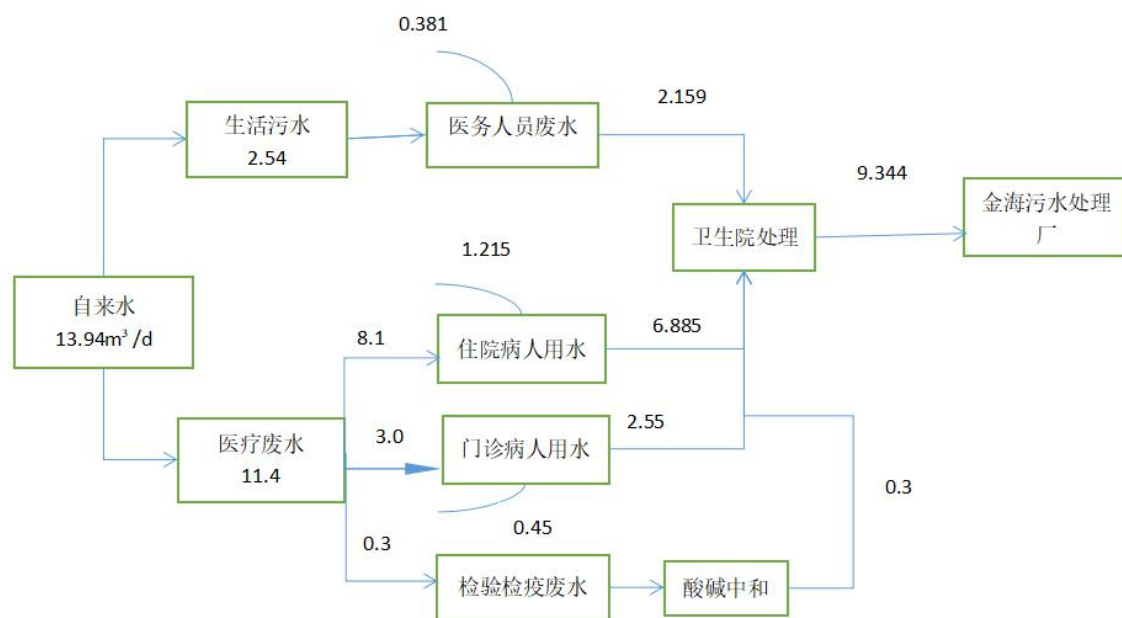 0.381
生活污水
2.54
医务人员废水
2.159
9.344
卫生院处理
金海污水处理
厂
自来水
13.94m³/d
1.215
8.1
住院病人用水
6.885
医疗废水
11.4
3.0
门诊病人用水
2.55
0.45
0.3
0.3
检验检疫废水
酸碱中和